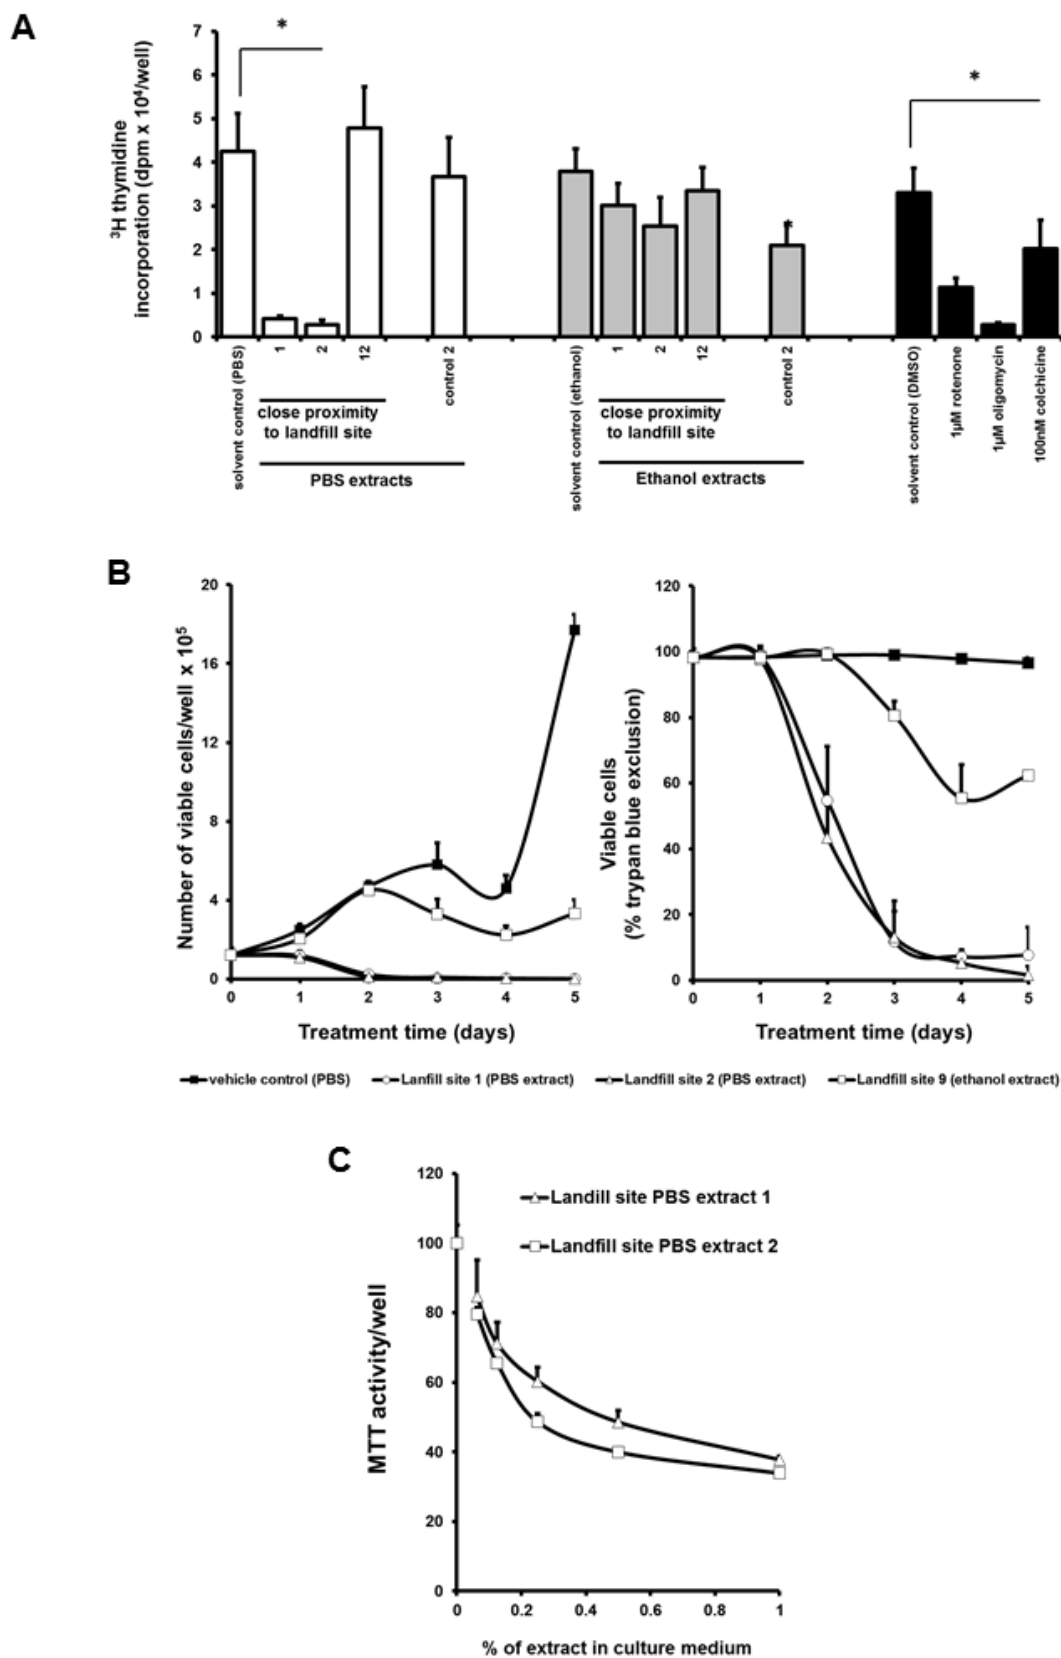 A
7
6
5
4
3
2
1
0
³H thymidine
incorporation (dpm x 10⁴/well)
*
*
*
solvent control (PBS)
1
2
12
control 2
solvent control (ethanol)
1
2
12
control 2
solvent control (DMSO)
1µM rotenone
1µM oligomycin
100nM colchicine
close proximity
to landfill site
PBS extracts
close proximity
to landfill site
Ethanol extracts
B
20
16
12
8
4
0
Number of viable cells/well x 10⁵
0 1 2 3 4 5
Treatment time (days)
120
100
80
60
40
20
0
Viable cells
(% trypan blue exclusion)
0 1 2 3 4 5
Treatment time (days)
vehicle control (PBS)
Lanfill site 1 (PBS extract)
Landfill site 2 (PBS extract)
Landfill site 9 (ethanol extract)
C
120
100
80
60
40
20
0
MTT activity/well
Landill site PBS extract 1
Landfill site PBS extract 2
0 0.2 0.4 0.6 0.8 1
% of extract in culture medium